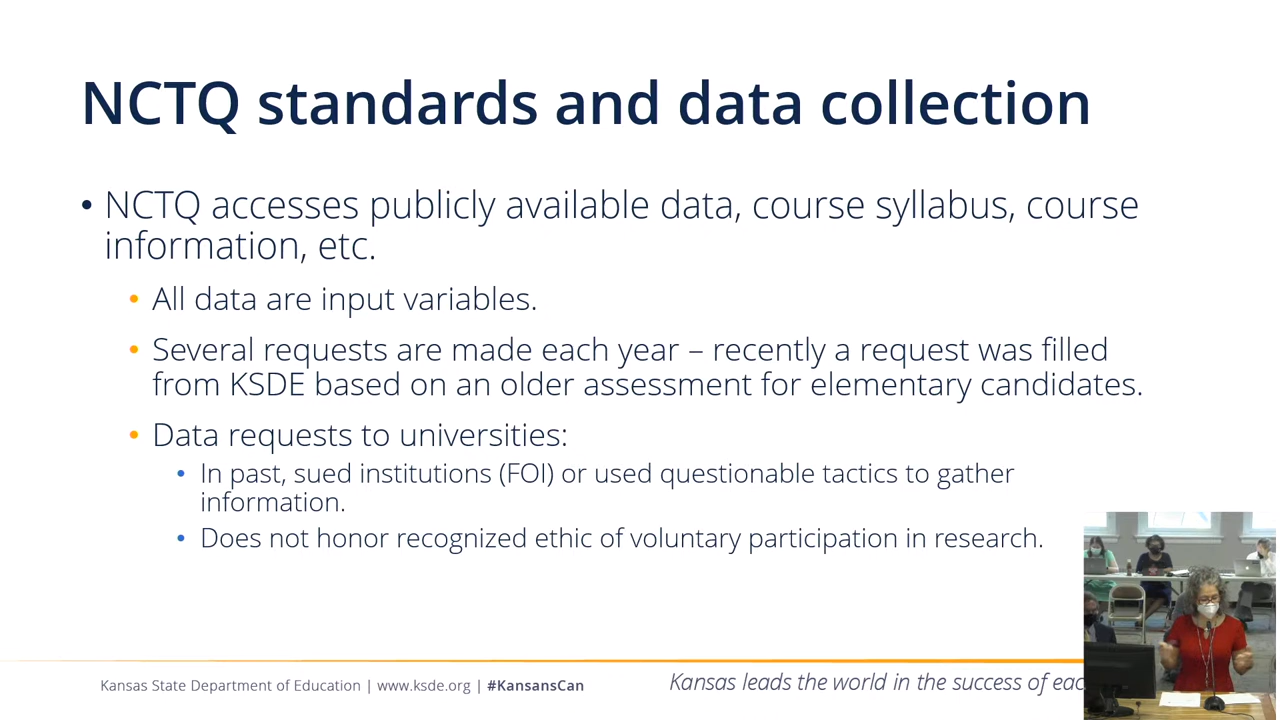 NCTQ standards and data collection
• NCTQ accesses publicly available data, course syllabus, course
information, etc.
• All data are input variables.
• Several requests are made each year – recently a request was filled
from KSDE based on an older assessment for elementary candidates.
• Data requests to universities:
• In past, sued institutions (FOI) or used questionable tactics to gather
information.
• Does not honor recognized ethic of voluntary participation in research.
Kansas State Department of Education | www.ksde.org | #KansansCan
Kansas leads the world in the success of eac